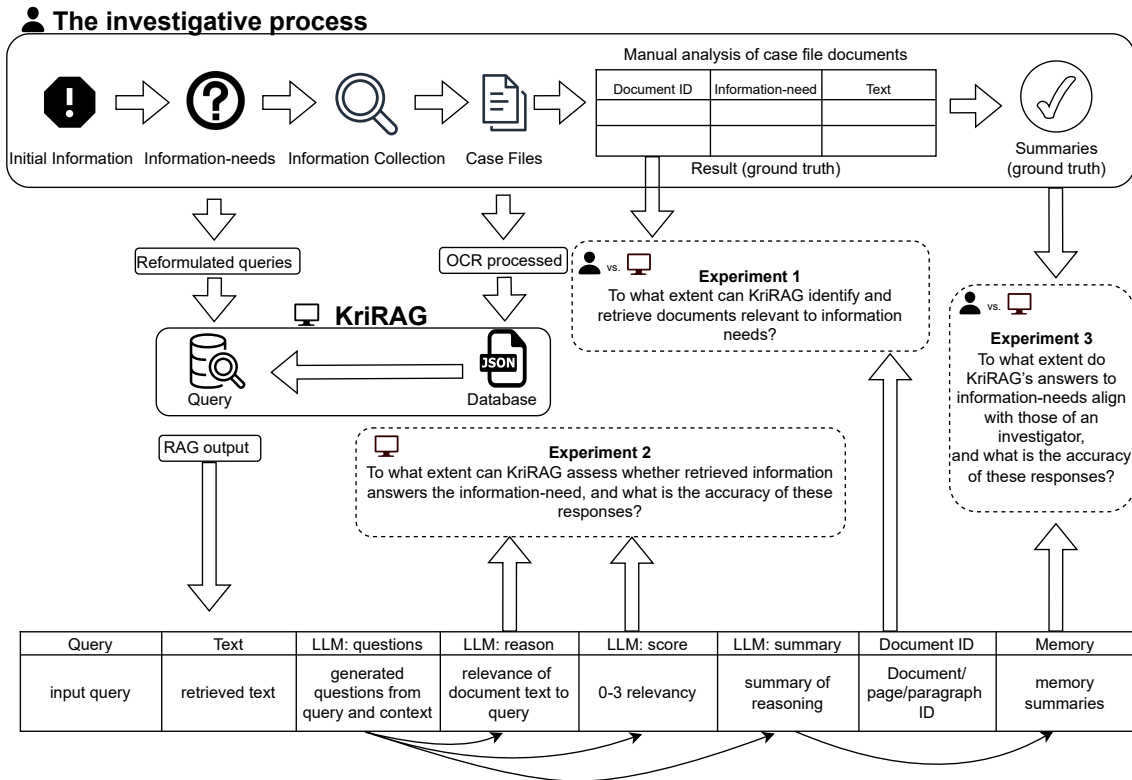 The investigative process
Manual analysis of case file documents
Document ID
Information-need
Text
Initial Information
Information-needs
Information Collection
Case Files
Result (ground truth)
Summaries
(ground truth)
Reformulated queries
OCR processed
KriRAG
JSON
Query
Database
RAG output
vs.
Experiment 1
To what extent can KriRAG identify and
retrieve documents relevant to information
needs?
vs.
Experiment 3
To what extent do
KriRAG's answers to
information-needs align
with those of an
investigator,
and what is the accuracy
of these responses?
Experiment 2
To what extent can KriRAG assess whether retrieved information
answers the information-need, and what is the accuracy of these
responses?
Query
Text
LLM: questions
LLM: reason
LLM: score
LLM: summary
Document ID
Memory
input query
retrieved text
generated
questions from
query and context
relevance of
document text to
query
0-3 relevancy
summary of
reasoning
Document/
page/paragraph
ID
memory
summaries